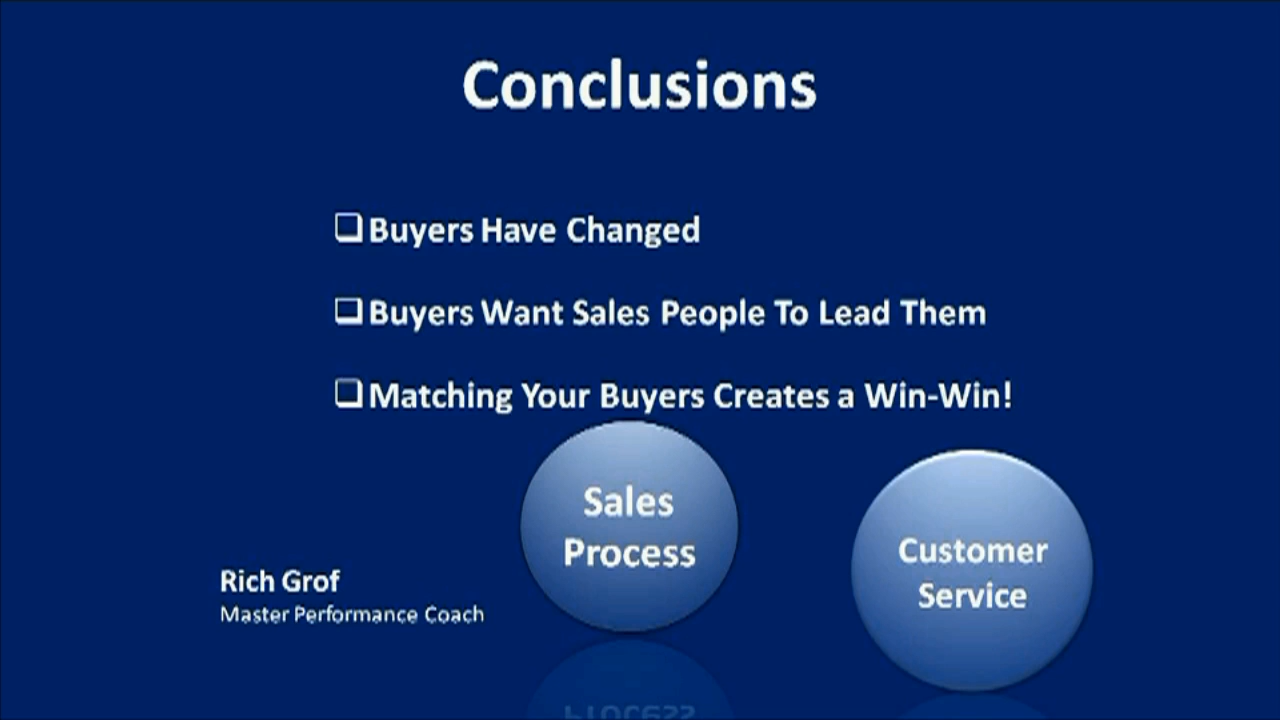 Conclusions
❑Buyers Have Changed
❑Buyers Want Sales People To Lead Them
❑Matching Your Buyers Creates a Win-Win!
Sales
Process
Customer
Service
Rich Grof
Master Performance Coach